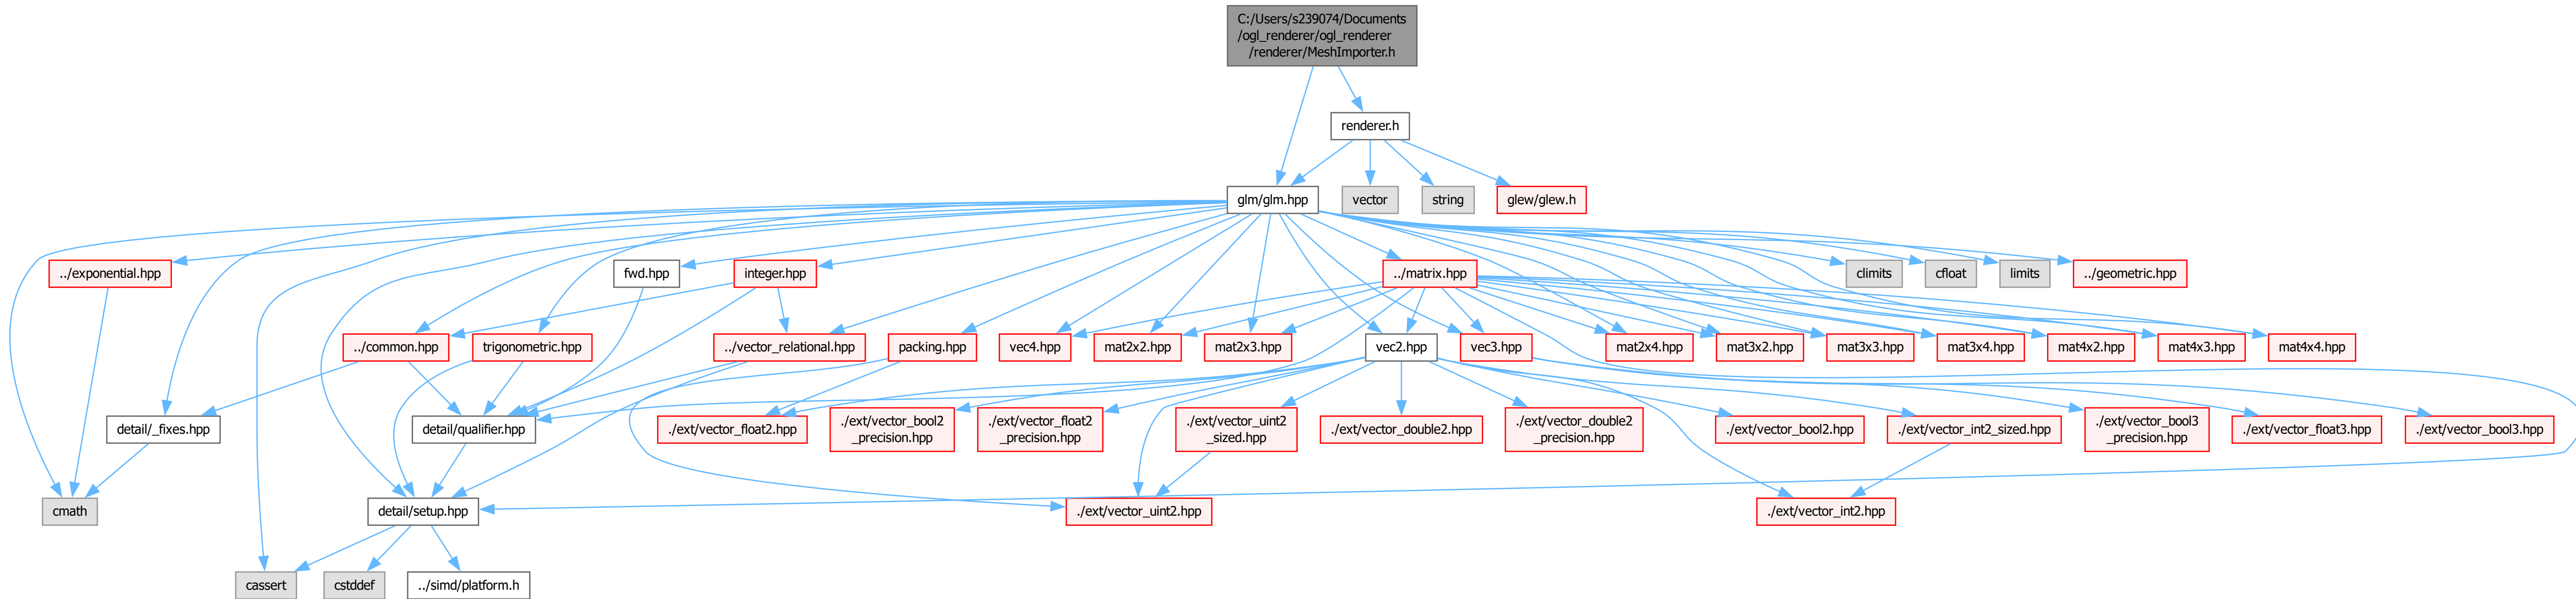 C:/Users/s239074/Documents
/ogl_renderer/ogl_renderer
/renderer/MeshImporter.h
renderer.h
glm/glm.hpp
vector
string
glew/glew.h
../exponential.hpp
fwd.hpp
integer.hpp
../matrix.hpp
climits
cfloat
limits
../geometric.hpp
../common.hpp
trigonometric.hpp
../vector_relational.hpp
packing.hpp
vec4.hpp
mat2x2.hpp
mat2x3.hpp
vec2.hpp
vec3.hpp
mat2x4.hpp
mat3x2.hpp
mat3x3.hpp
mat3x4.hpp
mat4x2.hpp
mat4x3.hpp
mat4x4.hpp
detail/_fixes.hpp
detail/qualifier.hpp
./ext/vector_float2.hpp
./ext/vector_bool2
_precision.hpp
./ext/vector_float2
_precision.hpp
./ext/vector_uint2
_sized.hpp
./ext/vector_double2.hpp
./ext/vector_double2
_precision.hpp
./ext/vector_bool2.hpp
./ext/vector_int2_sized.hpp
./ext/vector_bool3
_precision.hpp
./ext/vector_float3.hpp
./ext/vector_bool3.hpp
cmath
detail/setup.hpp
./ext/vector_uint2.hpp
./ext/vector_int2.hpp
cassert
cstddef
../simd/platform.h